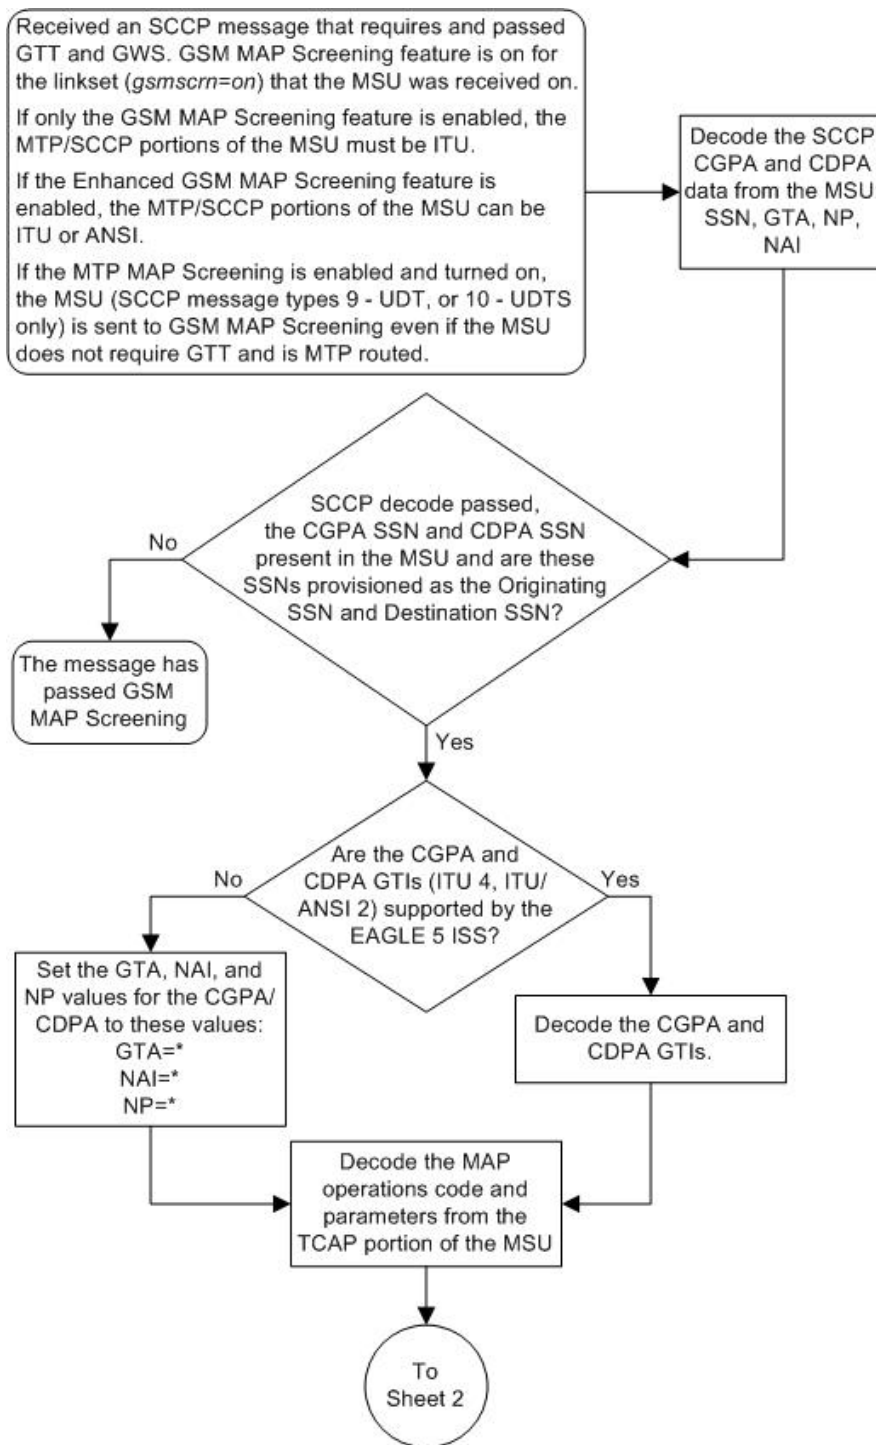 Received an SCCP message that requires and passed
GTT and GWS. GSM MAP Screening feature is on for
the linkset (gsmscrn=on) that the MSU was received on.
If only the GSM MAP Screening feature is enabled, the
MTP/SCCP portions of the MSU must be ITU.
If the Enhanced GSM MAP Screening feature is
enabled, the MTP/SCCP portions of the MSU can be
ITU or ANSI.
If the MTP MAP Screening is enabled and turned on,
the MSU (SCCP message types 9 - UDT, or 10 - UDTS
only) is sent to GSM MAP Screening even if the MSU
does not require GTT and is MTP routed.
Decode the SCCP
CGPA and CDPA
data from the MSU:
SSN, GTA, NP,
NAI
SCCP decode passed,
the CGPA SSN and CDPA SSN
present in the MSU and are these
SSNs provisioned as the Originating
SSN and Destination SSN?
No
The message has
passed GSM
MAP Screening
Yes
Are the CGPA and
CDPA GTIs (ITU 4, ITU/
ANSI 2) supported by the
EAGLE 5 ISS?
No
Yes
Set the GTA, NAI, and
NP values for the CGPA/
CDPA to these values:
GTA=*
NAI=*
NP=*
Decode the CGPA and
CDPA GTIs.
Decode the MAP
operations code and
parameters from the
TCAP portion of the MSU
To
Sheet 2